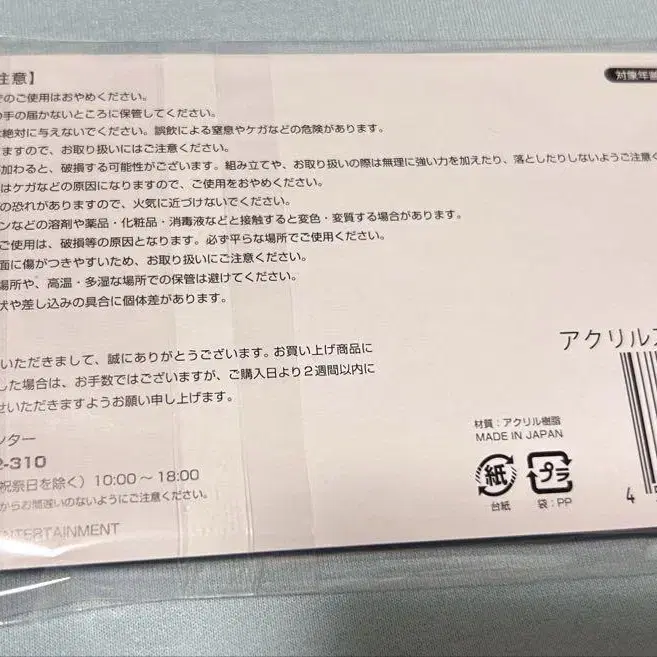 注意】
でのご使用はおやめください。
の手の届かないところに保管してください。
絶対に与えないでください。誤飲による窒息やケガなどの危険があります。
ますので、お取り扱いにはご注意ください。
が加わると、破損する可能性がございます。組み立てや、お取り扱いの際は無理に強い力を加えたり、落としたりしないようご注意く
はケガなどの原因になりますので、ご使用をおやめください。
の恐れがありますので、火気に近づけないでください。
ンなどの溶剤や薬品・化粧品・消毒液などと接触すると変色・変質する場合があります。
ご使用は、破損等の原因となります。必ず平らな場所でご使用ください。
面に傷がつきやすいため、お取り扱いにご注意ください。
場所や、高温・多湿な場所での保管は避けてください。
状や差し込みの具合に個体差があります。
対象年齢
いただきまして、誠にありがとうございます。お買い上げ商品に
した場合は、お手数ではございますが、ご購入日より2週間以内に
せいただきますようお願い申し上げます。
ンター
2-310
祝祭日を除く）10:00～18:00
からお間違いのないようにご注意ください。
ENTERTAINMENT
アクリルス
材質：アクリル樹脂
MADE IN JAPAN
紙
台紙
プラ
袋：PP
4